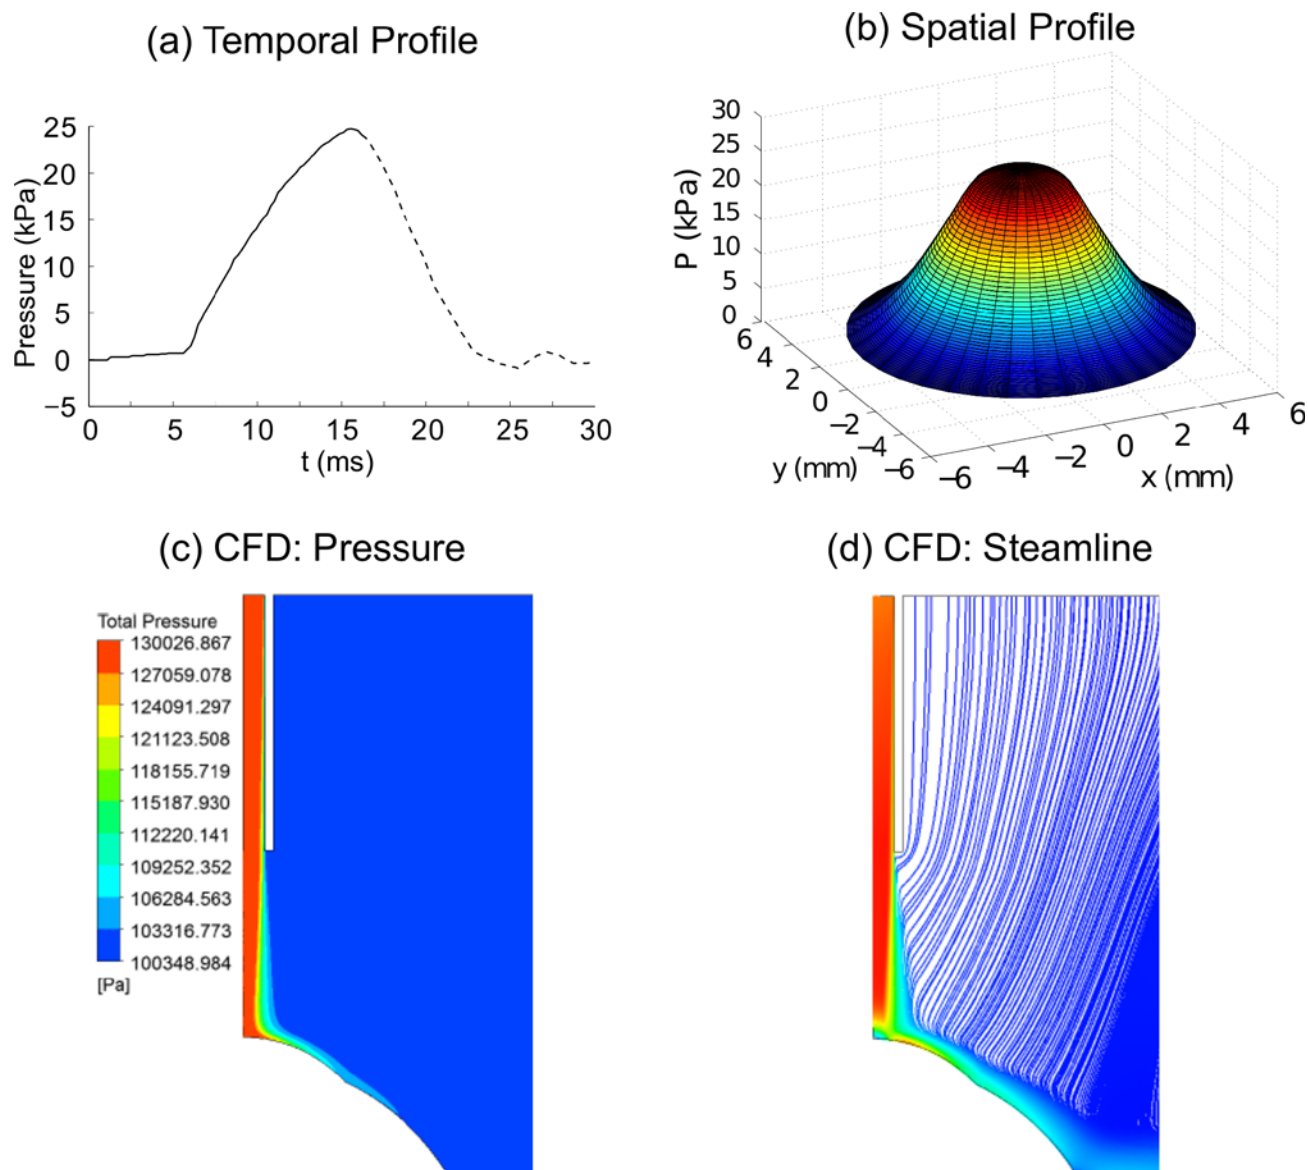 (a) Temporal Profile
25
20
15
10
5
0
−5
Pressure (kPa)
0 5 10 15 20 25 30
t (ms)
(b) Spatial Profile
30
25
20
15
10
5
0
P (kPa)
6
4
2
0
−2
−4
−6
y (mm)
−6 −4 −2 0 2 4 6
x (mm)
(c) CFD: Pressure
Total Pressure
130026.867
127059.078
124091.297
121123.508
118155.719
115187.930
112220.141
109252.352
106284.563
103316.773
100348.984
[Pa]
(d) CFD: Steamline